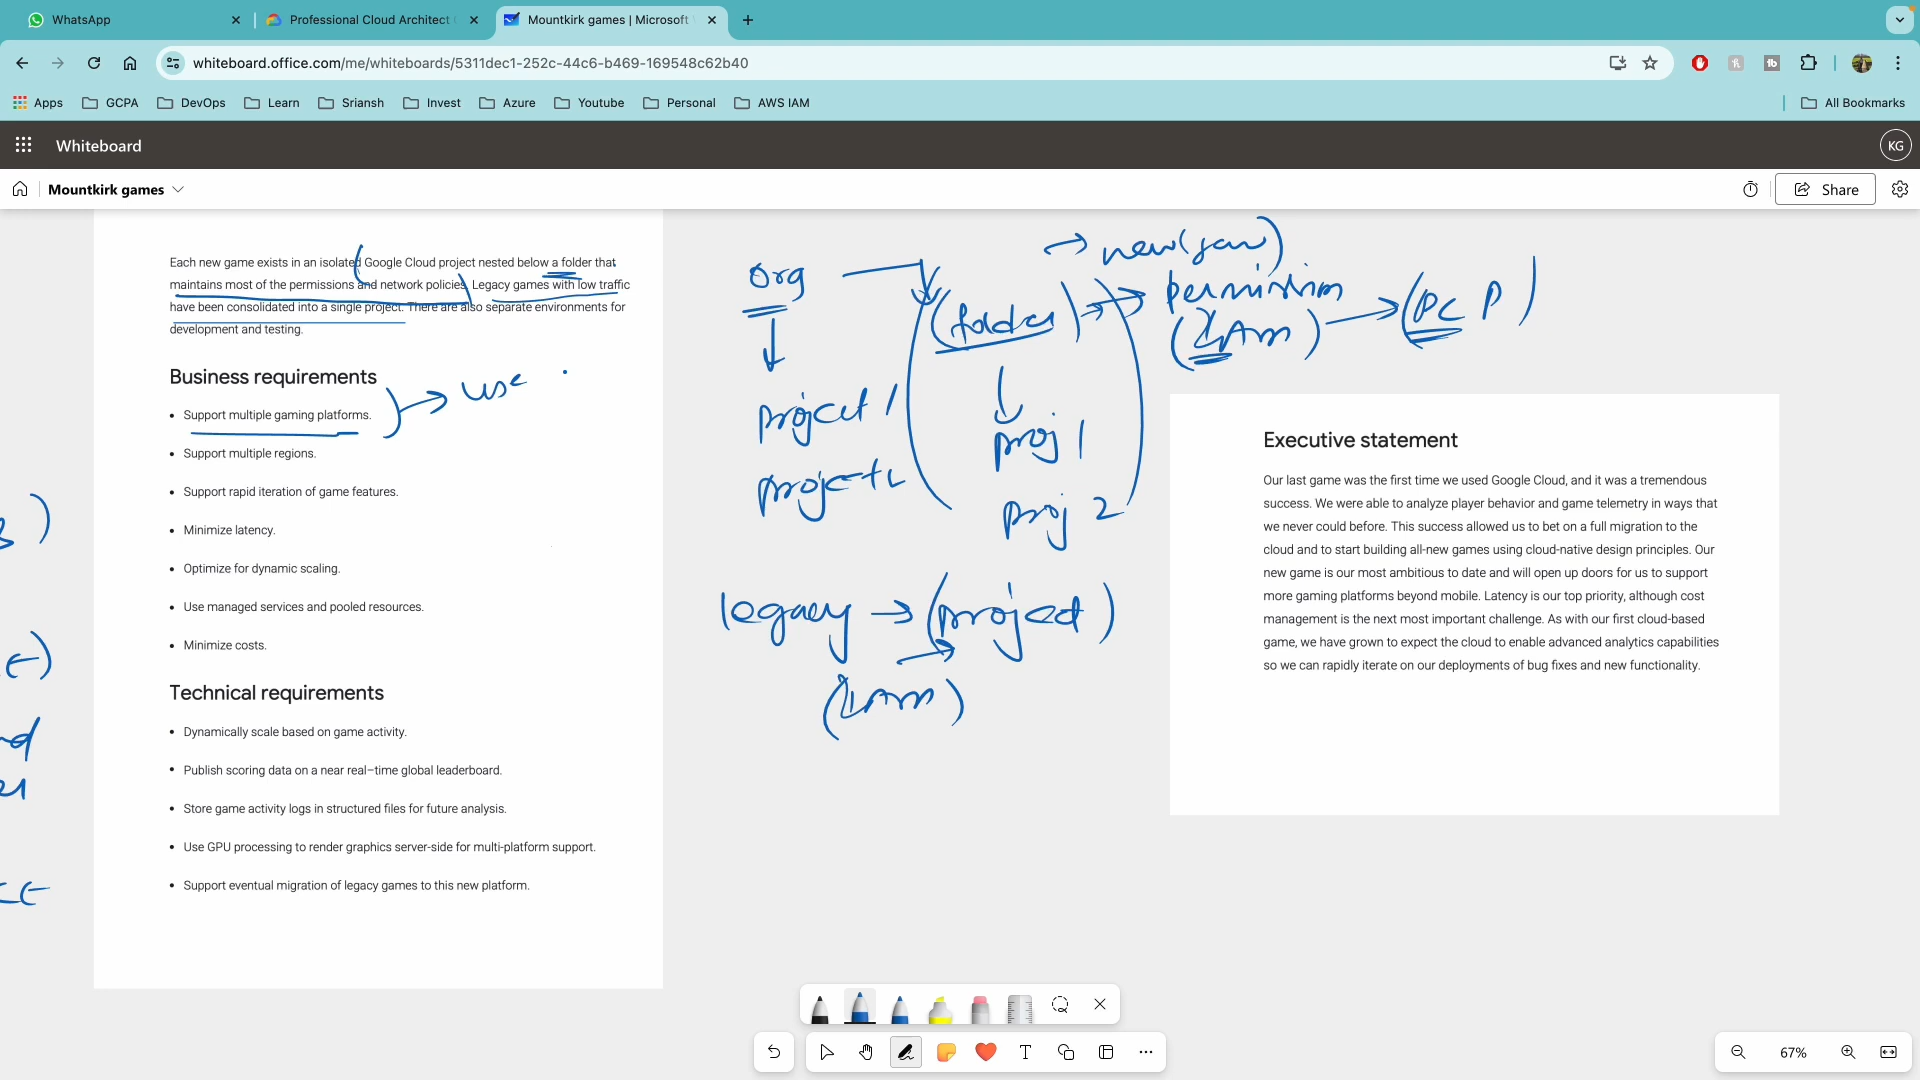 WhatsApp
Professional Cloud Architect
Mountkirk games | Microsoft
whiteboard.office.com/me/whiteboards/5311dec1-252c-44c6-b469-169548c62b40
Apps GCPA DevOps Learn Sriansh Invest Azure Youtube Personal AWS IAM All Bookmarks
Whiteboard KG
Mountkirk games Share
Each new game exists in an isolated Google Cloud project nested below a folder that
maintains most of the permissions and network policies. Legacy games with low traffic
have been consolidated into a single project. There are also separate environments for
development and testing.
Business requirements
• Support multiple gaming platforms.
use
• Support multiple regions.
• Support rapid iteration of game features.
• Minimize latency.
• Optimize for dynamic scaling.
• Use managed services and pooled resources.
• Minimize costs.
Technical requirements
• Dynamically scale based on game activity.
• Publish scoring data on a near real–time global leaderboard.
• Store game activity logs in structured files for future analysis.
• Use GPU processing to render graphics server-side for multi-platform support.
• Support eventual migration of legacy games to this new platform.
org
project 1
(folder)
proj 1
proj 2
(IAM)
legacy → (project)
(IAM)
Executive statement
Our last game was the first time we used Google Cloud, and it was a tremendous
success. We were able to analyze player behavior and game telemetry in ways that
we never could before. This success allowed us to bet on a full migration to the
cloud and to start building all-new games using cloud-native design principles. Our
new game is our most ambitious to date and will open up doors for us to support
more gaming platforms beyond mobile. Latency is our top priority, although cost
management is the next most important challenge. As with our first cloud-based
game, we have grown to expect the cloud to enable advanced analytics capabilities
so we can rapidly iterate on our deployments of bug fixes and new functionality.
67%